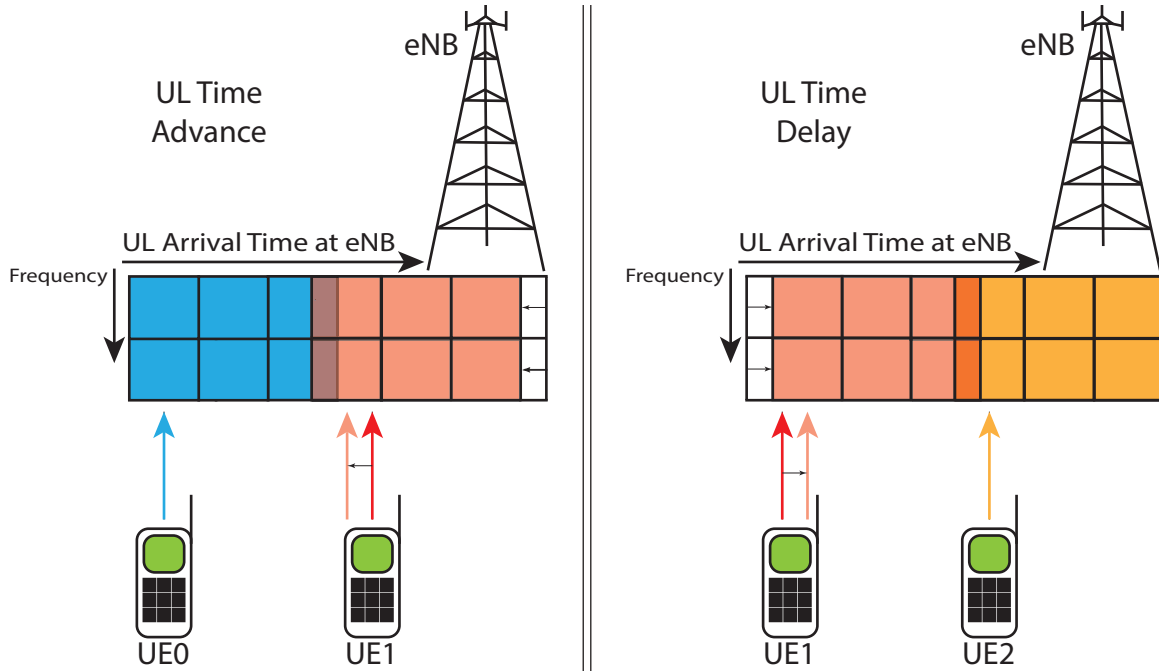 eNB
UL Time
Advance
UL Arrival Time at eNB
Frequency
UE0
UE1
eNB
UL Time
Delay
UL Arrival Time at eNB
Frequency
UE1
UE2